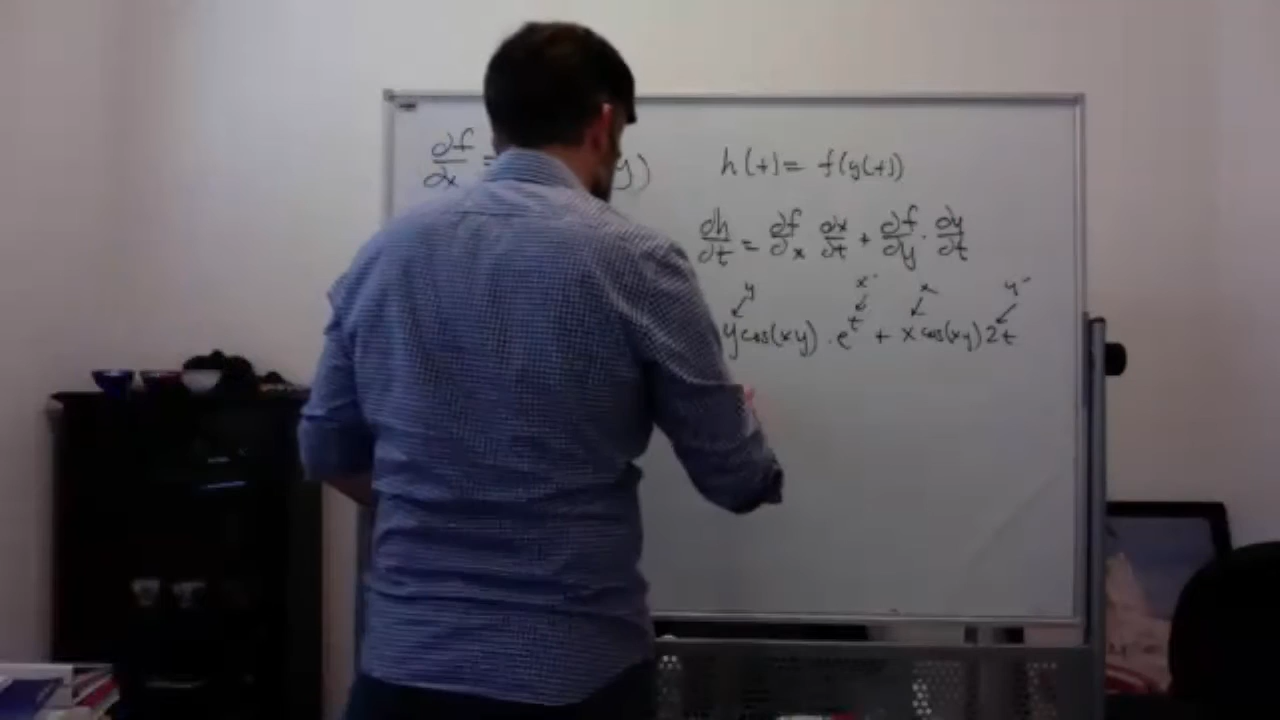 ∂f/∂x = y)
h(t) = f(y(t))
∂h/∂t = ∂f/∂x ∂x/∂t + ∂f/∂y · ∂y/∂t
y x' x y'
y cos(xy) · e^t + x cos(xy) 2t